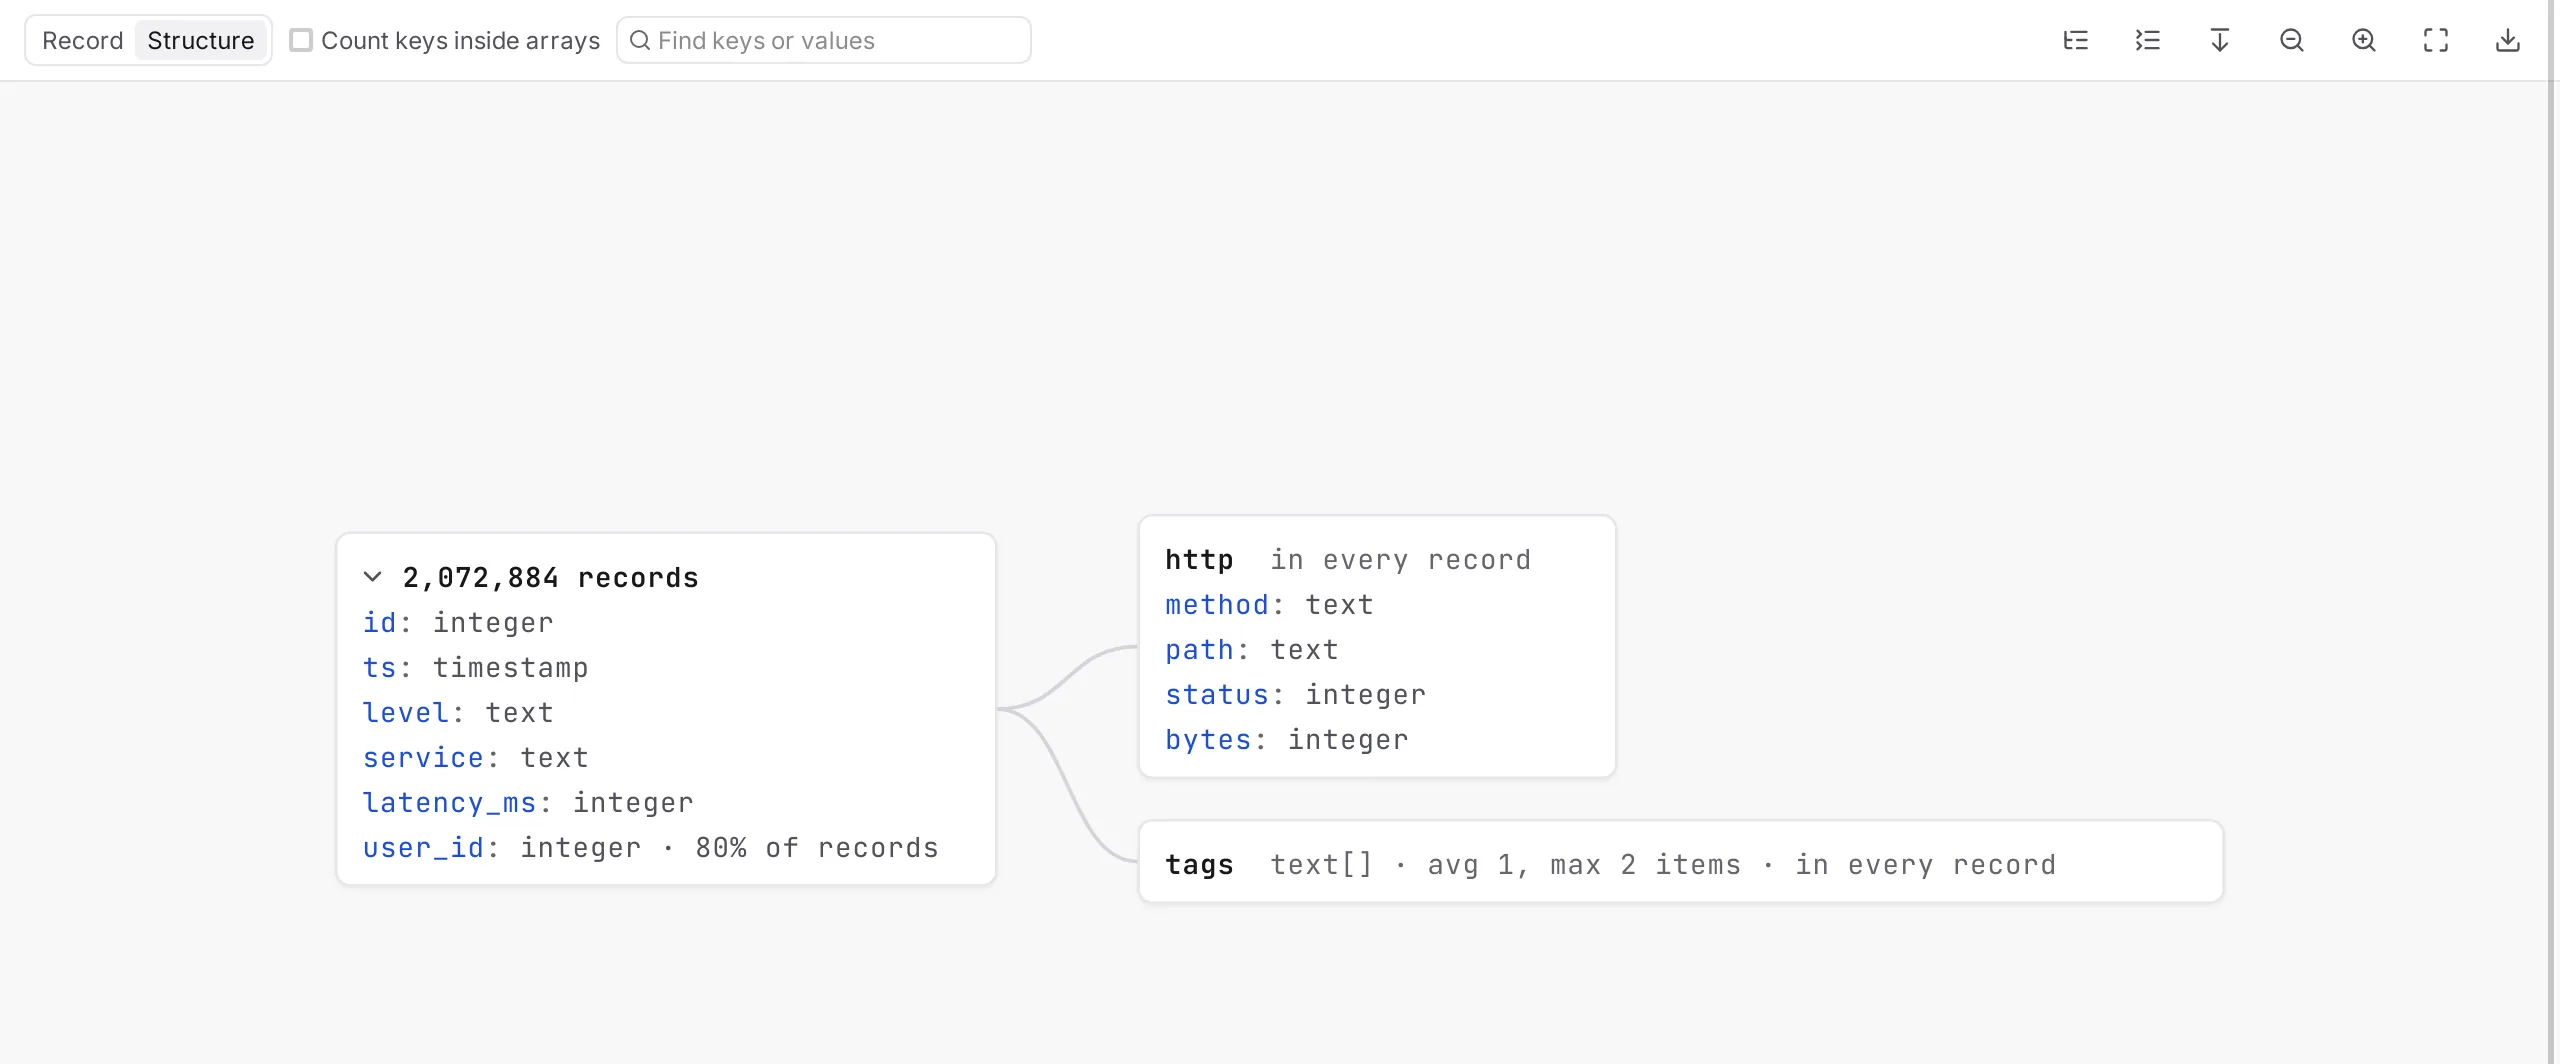 Record Structure Count keys inside arrays Find keys or values
2,072,884 records
id: integer
ts: timestamp
level: text
service: text
latency_ms: integer
user_id: integer · 80% of records
http in every record
method: text
path: text
status: integer
bytes: integer
tags text[] · avg 1, max 2 items · in every record